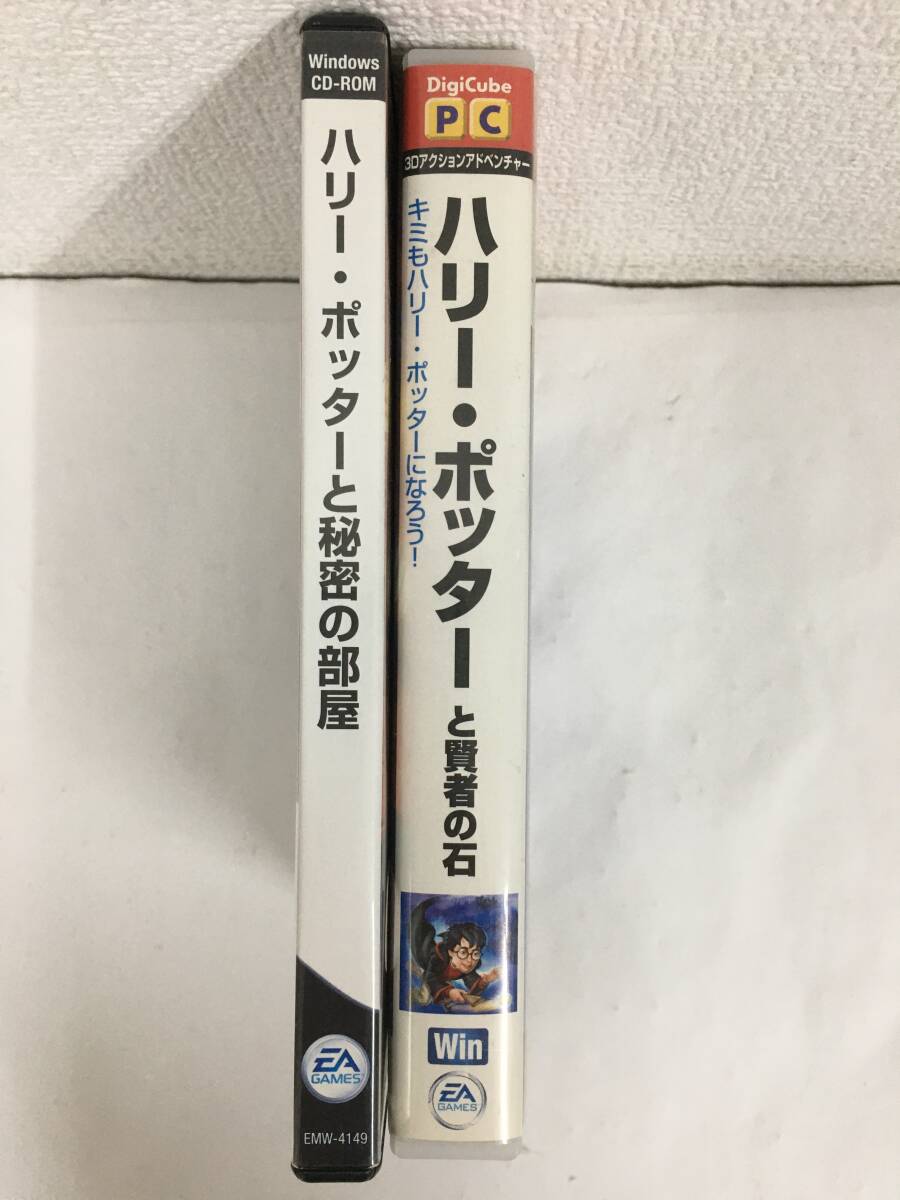 Windows
CD-ROM
ハリー・ポッターと秘密の部屋
EA
GAMES
EMW-4149
DigiCube
PC
3Dアクションアドベンチャー
キミもハリー・ポッターになろう!
ハリー・ポッターと賢者の石
Win
EA
GAMES